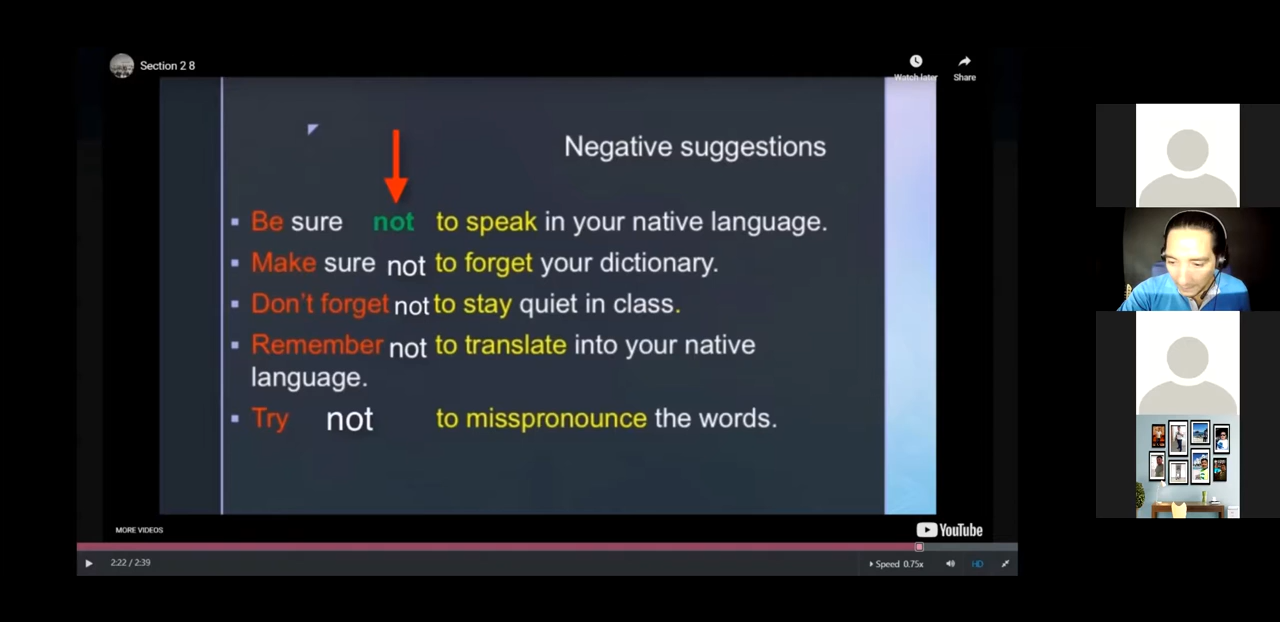 Section 2 8
Watch later
Share
Negative suggestions
Be sure not to speak in your native language.
Make sure not to forget your dictionary.
Don't forget not to stay quiet in class.
Remember not to translate into your native
language.
Try not to misspronounce the words.
MORE VIDEOS
YouTube
2:22 / 2:39
Speed 0.75x
HD